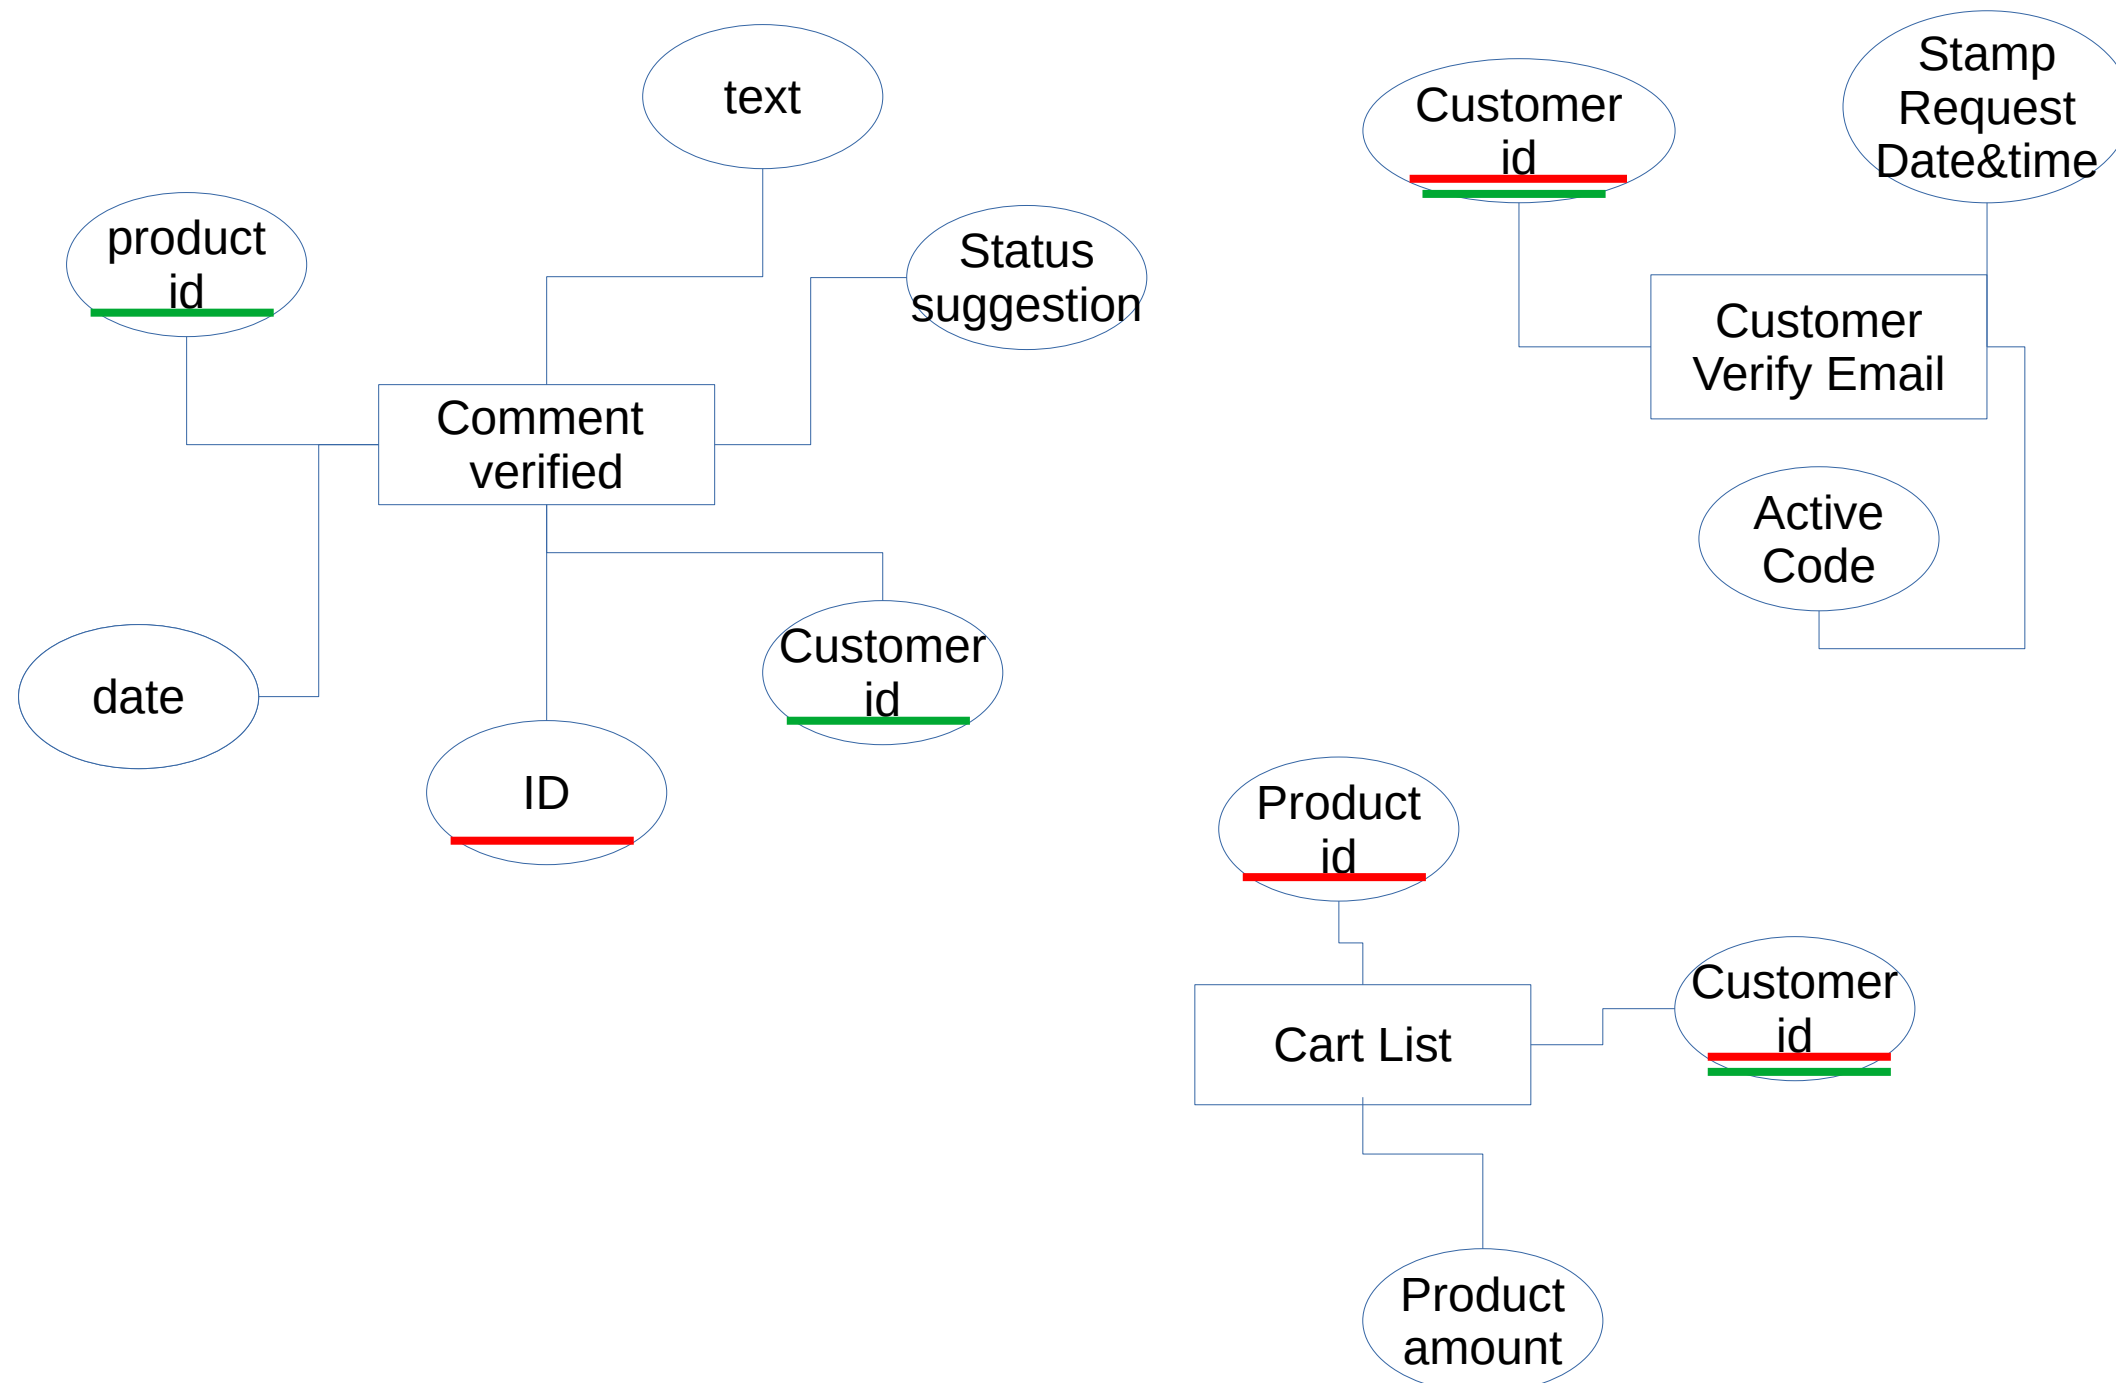 text
product
id
Status
suggestion
Comment
verified
date
ID
Customer
id
Customer
id
Stamp
Request
Date&time
Customer
Verify Email
Active
Code
Product
id
Cart List
Customer
id
Product
amount